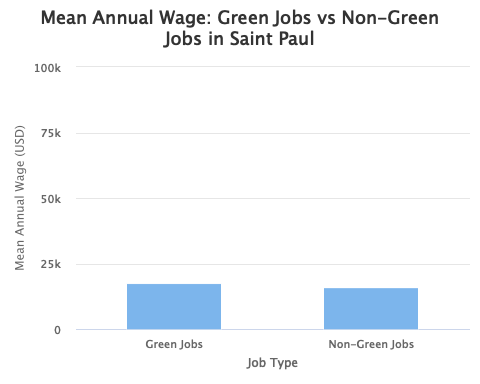 Mean Annual Wage: Green Jobs vs Non-Green
Jobs in Saint Paul
100k
75k
50k
25k
0
Mean Annual Wage (USD)
Green Jobs
Non-Green Jobs
Job Type